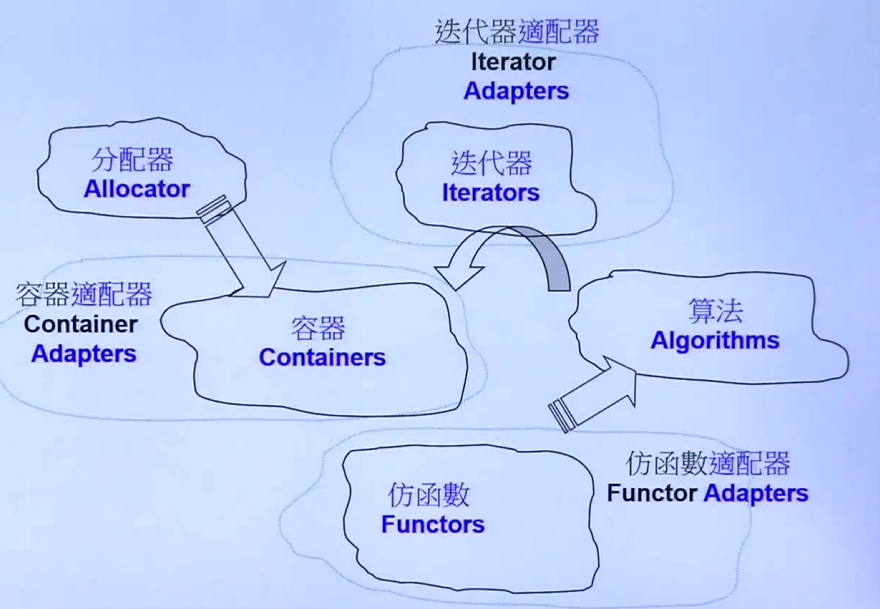 迭代器適配器
Iterator
Adapters
分配器
Allocator
迭代器
Iterators
容器適配器
Container
Adapters
容器
Containers
算法
Algorithms
仿函數
Functors
仿函數適配器
Functor Adapters